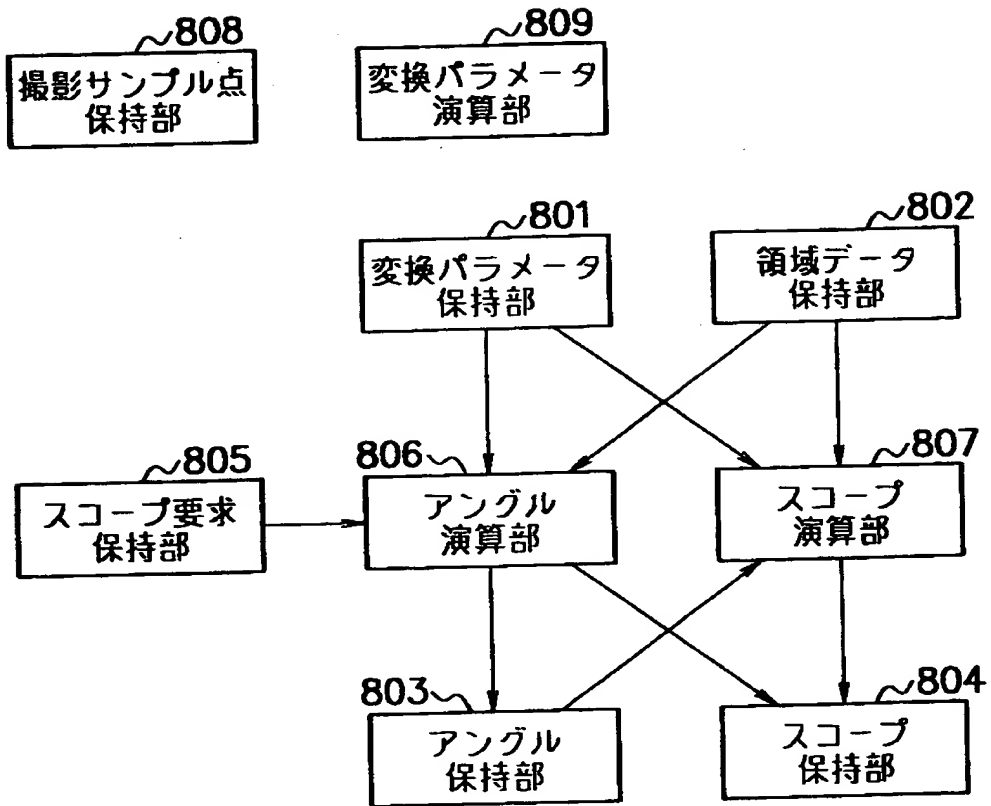 808
撮影サンプル点
保持部
809
変換パラメータ
演算部
801
変換パラメータ
保持部
802
領域データ
保持部
805
スコープ要求
保持部
806
アングル
演算部
807
スコープ
演算部
803
アングル
保持部
804
スコープ
保持部